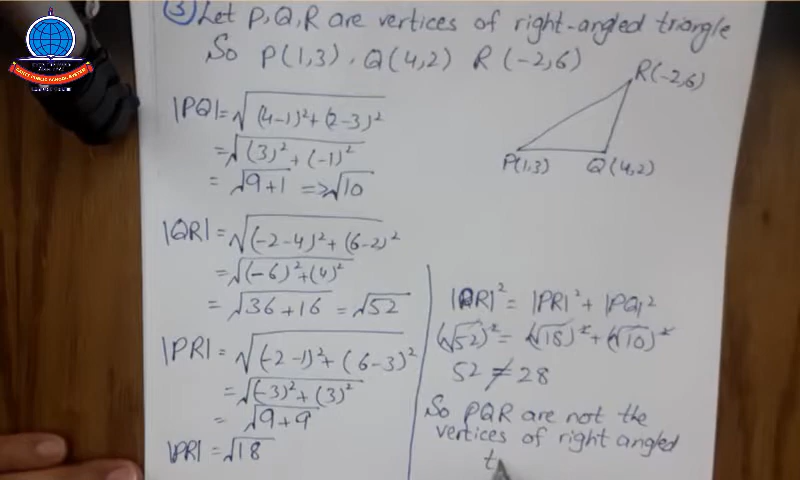 ③ Let P,Q,R are vertices of right-angled triangle
So P(1,3), Q(4,2) R(-2,6)
R(-2,6)
P(1,3) Q(4,2)
|PQ| = √(4-1)²+(2-3)²
= √(3)²+(-1)²
= √9+1 => √10
|QR| = √(-2-4)²+(6-2)²
= √(-6)²+(4)²
= √36+16 = √52
|PR| = √(-2-1)²+(6-3)²
= √(-3)²+(3)²
= √9+9
|PR| = √18
|QR|² = |PR|² + |PQ|²
(√52)² = (√18)² + (√10)²
52 ≠ 28
So PQR are not the
vertices of right angled
t